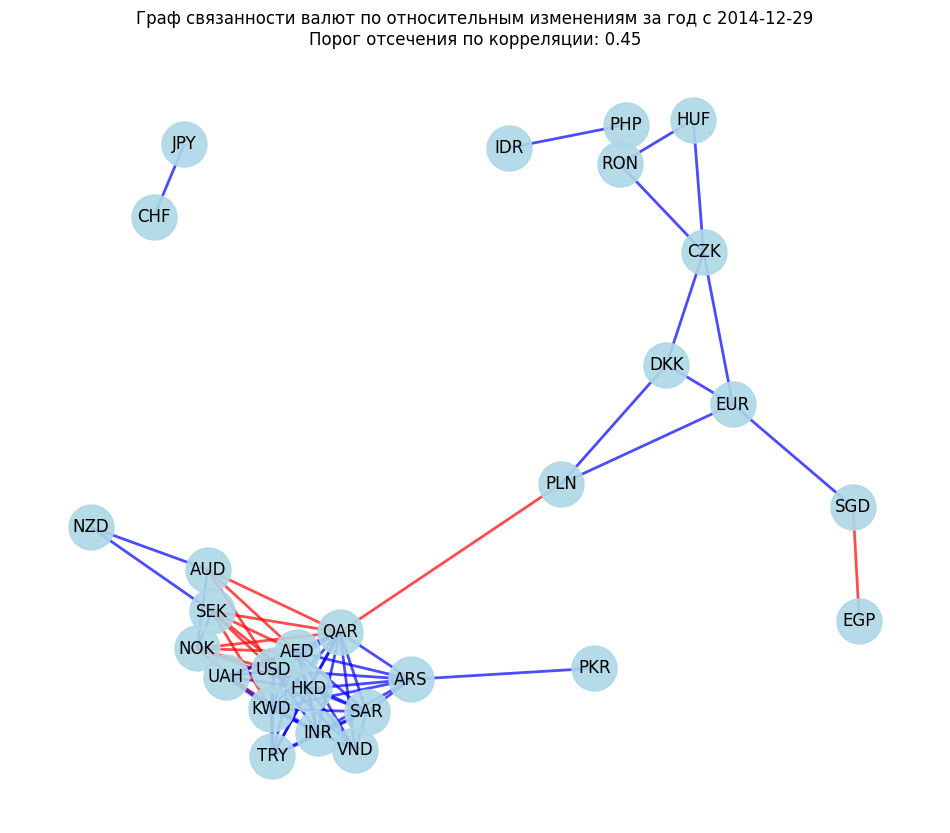 Граф связанности валют по относительным изменениям за год с 2014-12-29
Порог отсечения по корреляции: 0.45
JPY
CHF
IDR
PHP
HUF
RON
CZK
DKK
EUR
PLN
SGD
NZD
AUD
SEK
EGP
QAR
NOK
AED
USD
UAH
HKD
ARS
PKR
KWD
SAR
INR
VND
TRY